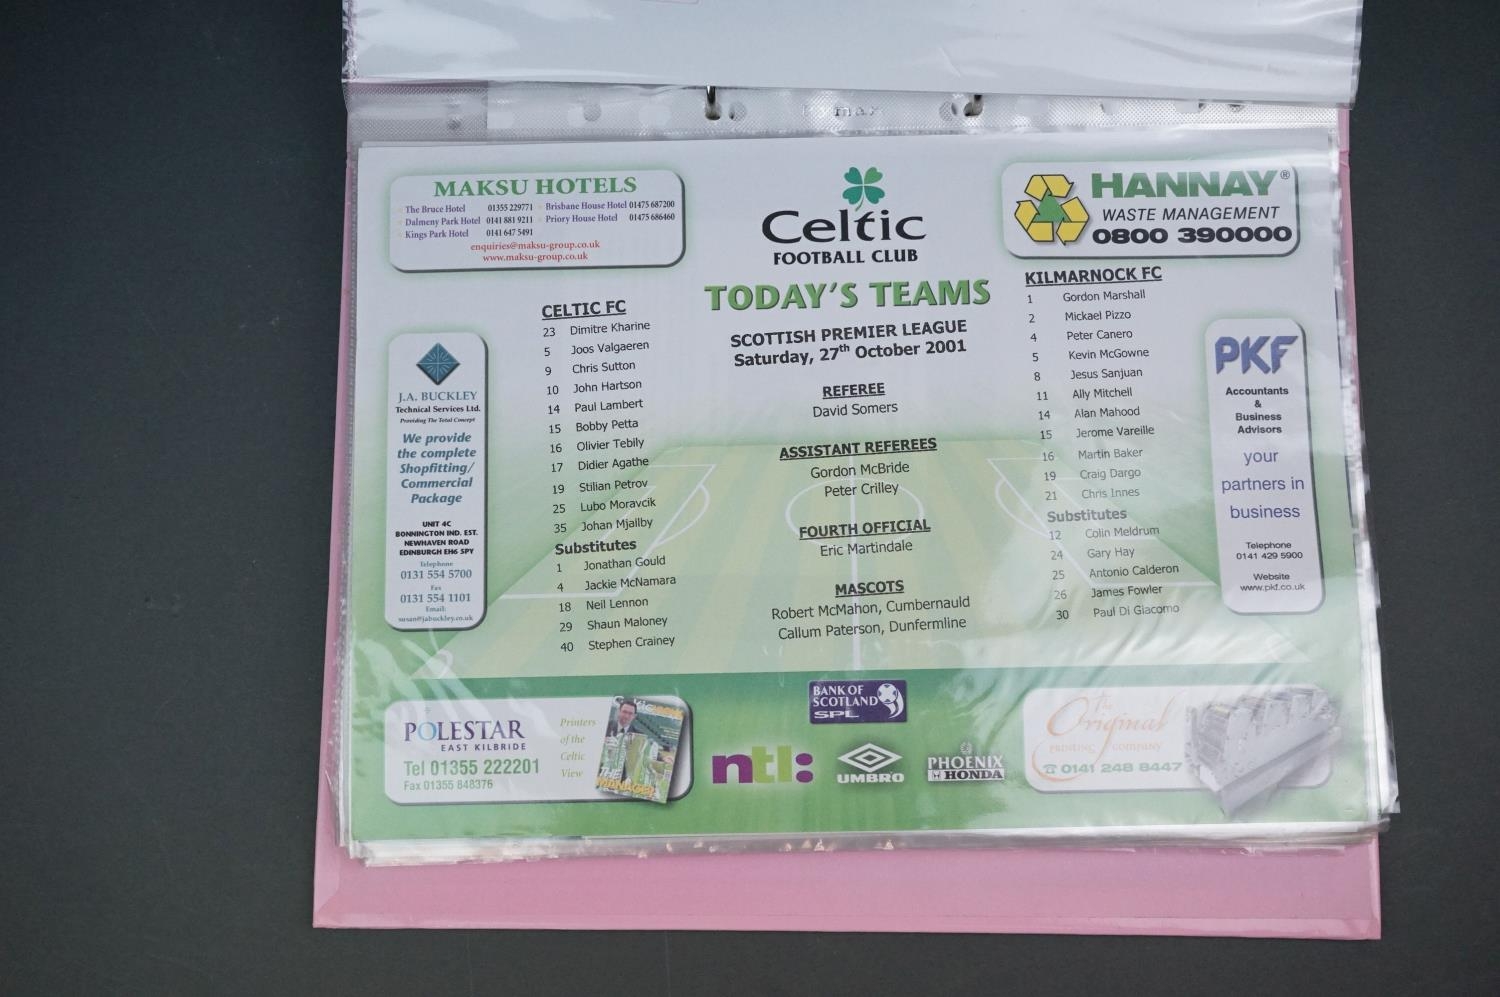 MAKSU HOTELS
The Bruce Hotel 01355 229771 Brisbane House Hotel 01475 687200
Dalmeny Park Hotel 0141 881 9211 Priory House Hotel 01475 686460
Kings Park Hotel 0141 647 5491
enquiries@maksu-group.co.uk
www.maksu-group.co.uk
Celtic
FOOTBALL CLUB
HANNAY®
WASTE MANAGEMENT
0800 390000
TODAY'S TEAMS
SCOTTISH PREMIER LEAGUE
Saturday, 27th October 2001
J.A. BUCKLEY
Technical Services Ltd.
Providing The Total Concept
We provide
the complete
Shopfitting/
Commercial
Package
UNIT 4C
BONNINGTON IND. EST.
NEWHAVEN ROAD
EDINBURGH EH6 5PY
Telephone
0131 554 5700
Fax
0131 554 1101
Email:
susan@jabuckley.co.uk
CELTIC FC
23 Dimitre Kharine
5 Joos Valgaeren
9 Chris Sutton
10 John Hartson
14 Paul Lambert
15 Bobby Petta
16 Olivier Tebily
17 Didier Agathe
19 Stilian Petrov
25 Lubo Moravcik
35 Johan Mjallby
Substitutes
1 Jonathan Gould
4 Jackie McNamara
18 Neil Lennon
29 Shaun Maloney
40 Stephen Crainey
REFEREE
David Somers
ASSISTANT REFEREES
Gordon McBride
Peter Crilley
FOURTH OFFICIAL
Eric Martindale
MASCOTS
Robert McMahon, Cumbernauld
Callum Paterson, Dunfermline
KILMARNOCK FC
1 Gordon Marshall
2 Mickael Pizzo
4 Peter Canero
5 Kevin McGowne
8 Jesus Sanjuan
11 Ally Mitchell
14 Alan Mahood
15 Jerome Vareille
16 Martin Baker
19 Craig Dargo
21 Chris Innes
Substitutes
12 Colin Meldrum
24 Gary Hay
25 Antonio Calderon
26 James Fowler
30 Paul Di Giacomo
PKF
Accountants
&
Business
Advisors
your
partners in
business
Telephone
0141 429 5900
Website
www.pkf.co.uk
POLESTAR
EAST KILBRIDE
Tel 01355 222201
Fax 01355 848376
Printers
of the
Celtic
View
THE
MANAGER
BANK OF
SCOTLAND
SPL
ntl:
UMBRO
PHOENIX
HONDA
The
Original
PRINTING COMPANY
0141 248 8447